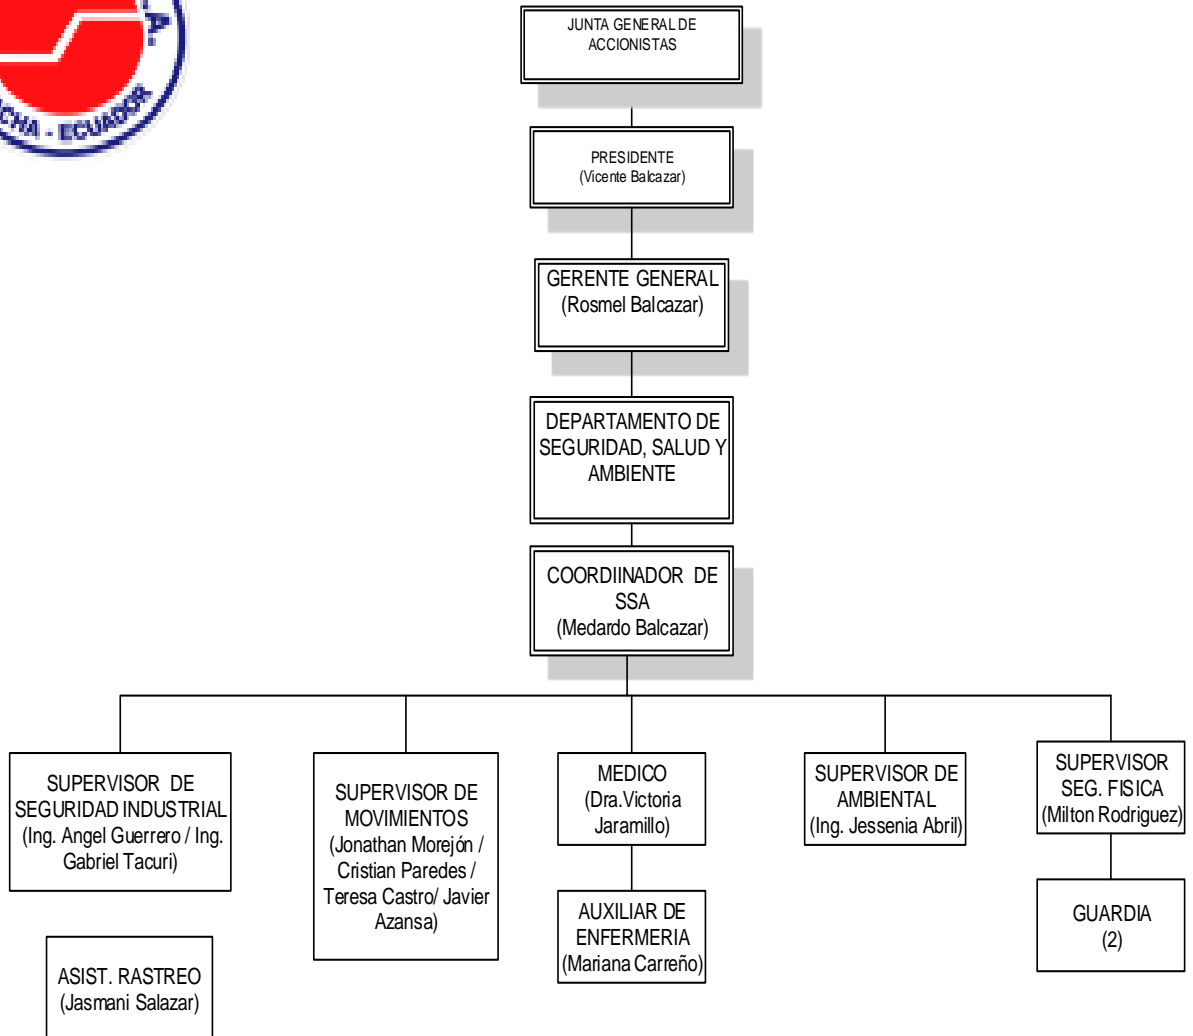 C.A.
CHA - ECUADOR
JUNTA GENERAL DE
ACCIONISTAS
PRESIDENTE
(Vicente Balcazar)
GERENTE GENERAL
(Rosmel Balcazar)
DEPARTAMENTO DE
SEGURIDAD, SALUD Y
AMBIENTE
COORDIINADOR DE
SSA
(Medardo Balcazar)
SUPERVISOR DE
SEGURIDAD INDUSTRIAL
(Ing. Angel Guerrero / Ing.
Gabriel Tacuri)
SUPERVISOR DE
MOVIMIENTOS
(Jonathan Morejón /
Cristian Paredes /
Teresa Castro/ Javier
Azansa)
MEDICO
(Dra.Victoria
Jaramillo)
SUPERVISOR DE
AMBIENTAL
(Ing. Jessenia Abril)
SUPERVISOR
SEG. FISICA
(Milton Rodriguez)
ASIST. RASTREO
(Jasmani Salazar)
AUXILIAR DE
ENFERMERIA
(Mariana Carreño)
GUARDIA
(2)